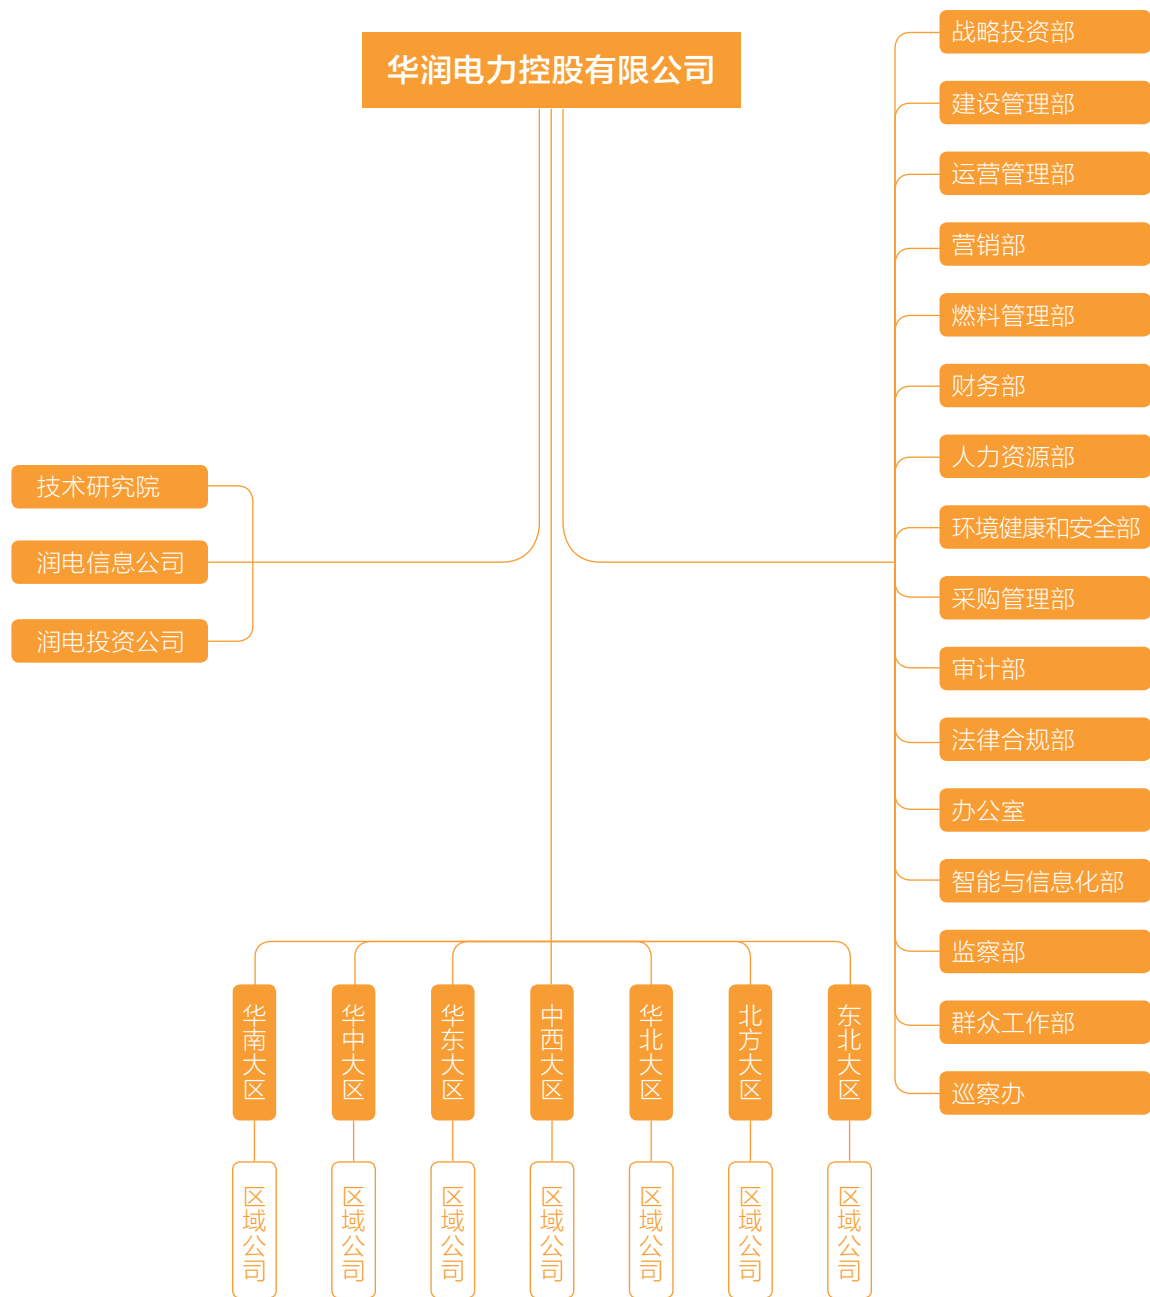 华润电力控股有限公司
战略投资部
建设管理部
运营管理部
营销部
燃料管理部
财务部
人力资源部
环境健康和安全部
采购管理部
审计部
法律合规部
办公室
智能与信息化部
监察部
群众工作部
巡察办
技术研究院
润电信息公司
润电投资公司
华南大区
华中大区
华东大区
中西大区
华北大区
北方大区
东北大区
区域公司
区域公司
区域公司
区域公司
区域公司
区域公司
区域公司